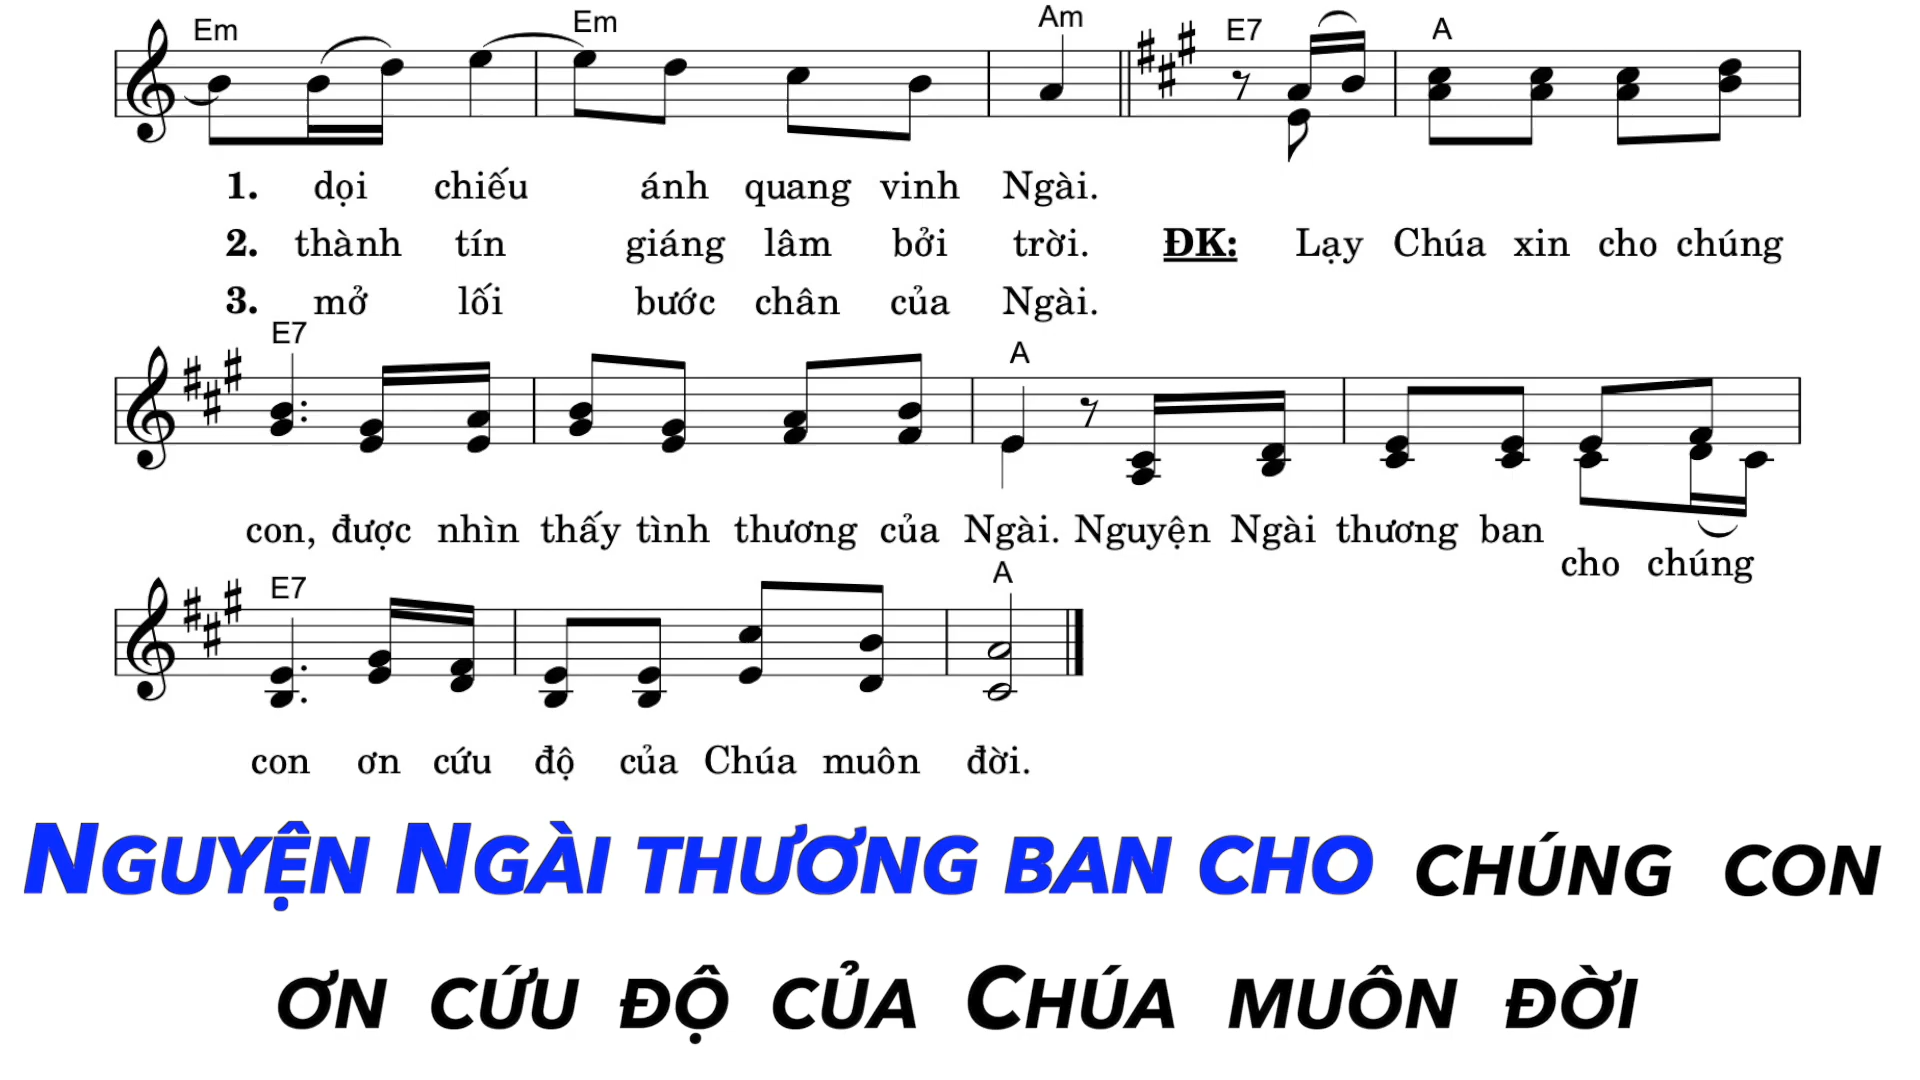 Em Em Am E7 A
1. dọi chiếu ánh quang vinh Ngài.
2. thành tín giáng lâm bởi trời. ĐK: Lạy Chúa xin cho chúng
3. mở lối bước chân của Ngài.
E7 A
con, được nhìn thấy tình thương của Ngài. Nguyện Ngài thương ban
cho chúng
E7 A
con ơn cứu độ của Chúa muôn đời.
NGUYỆN NGÀI THƯƠNG BAN CHO CHÚNG CON
ƠN CỨU ĐỘ CỦA CHÚA MUÔN ĐỜI